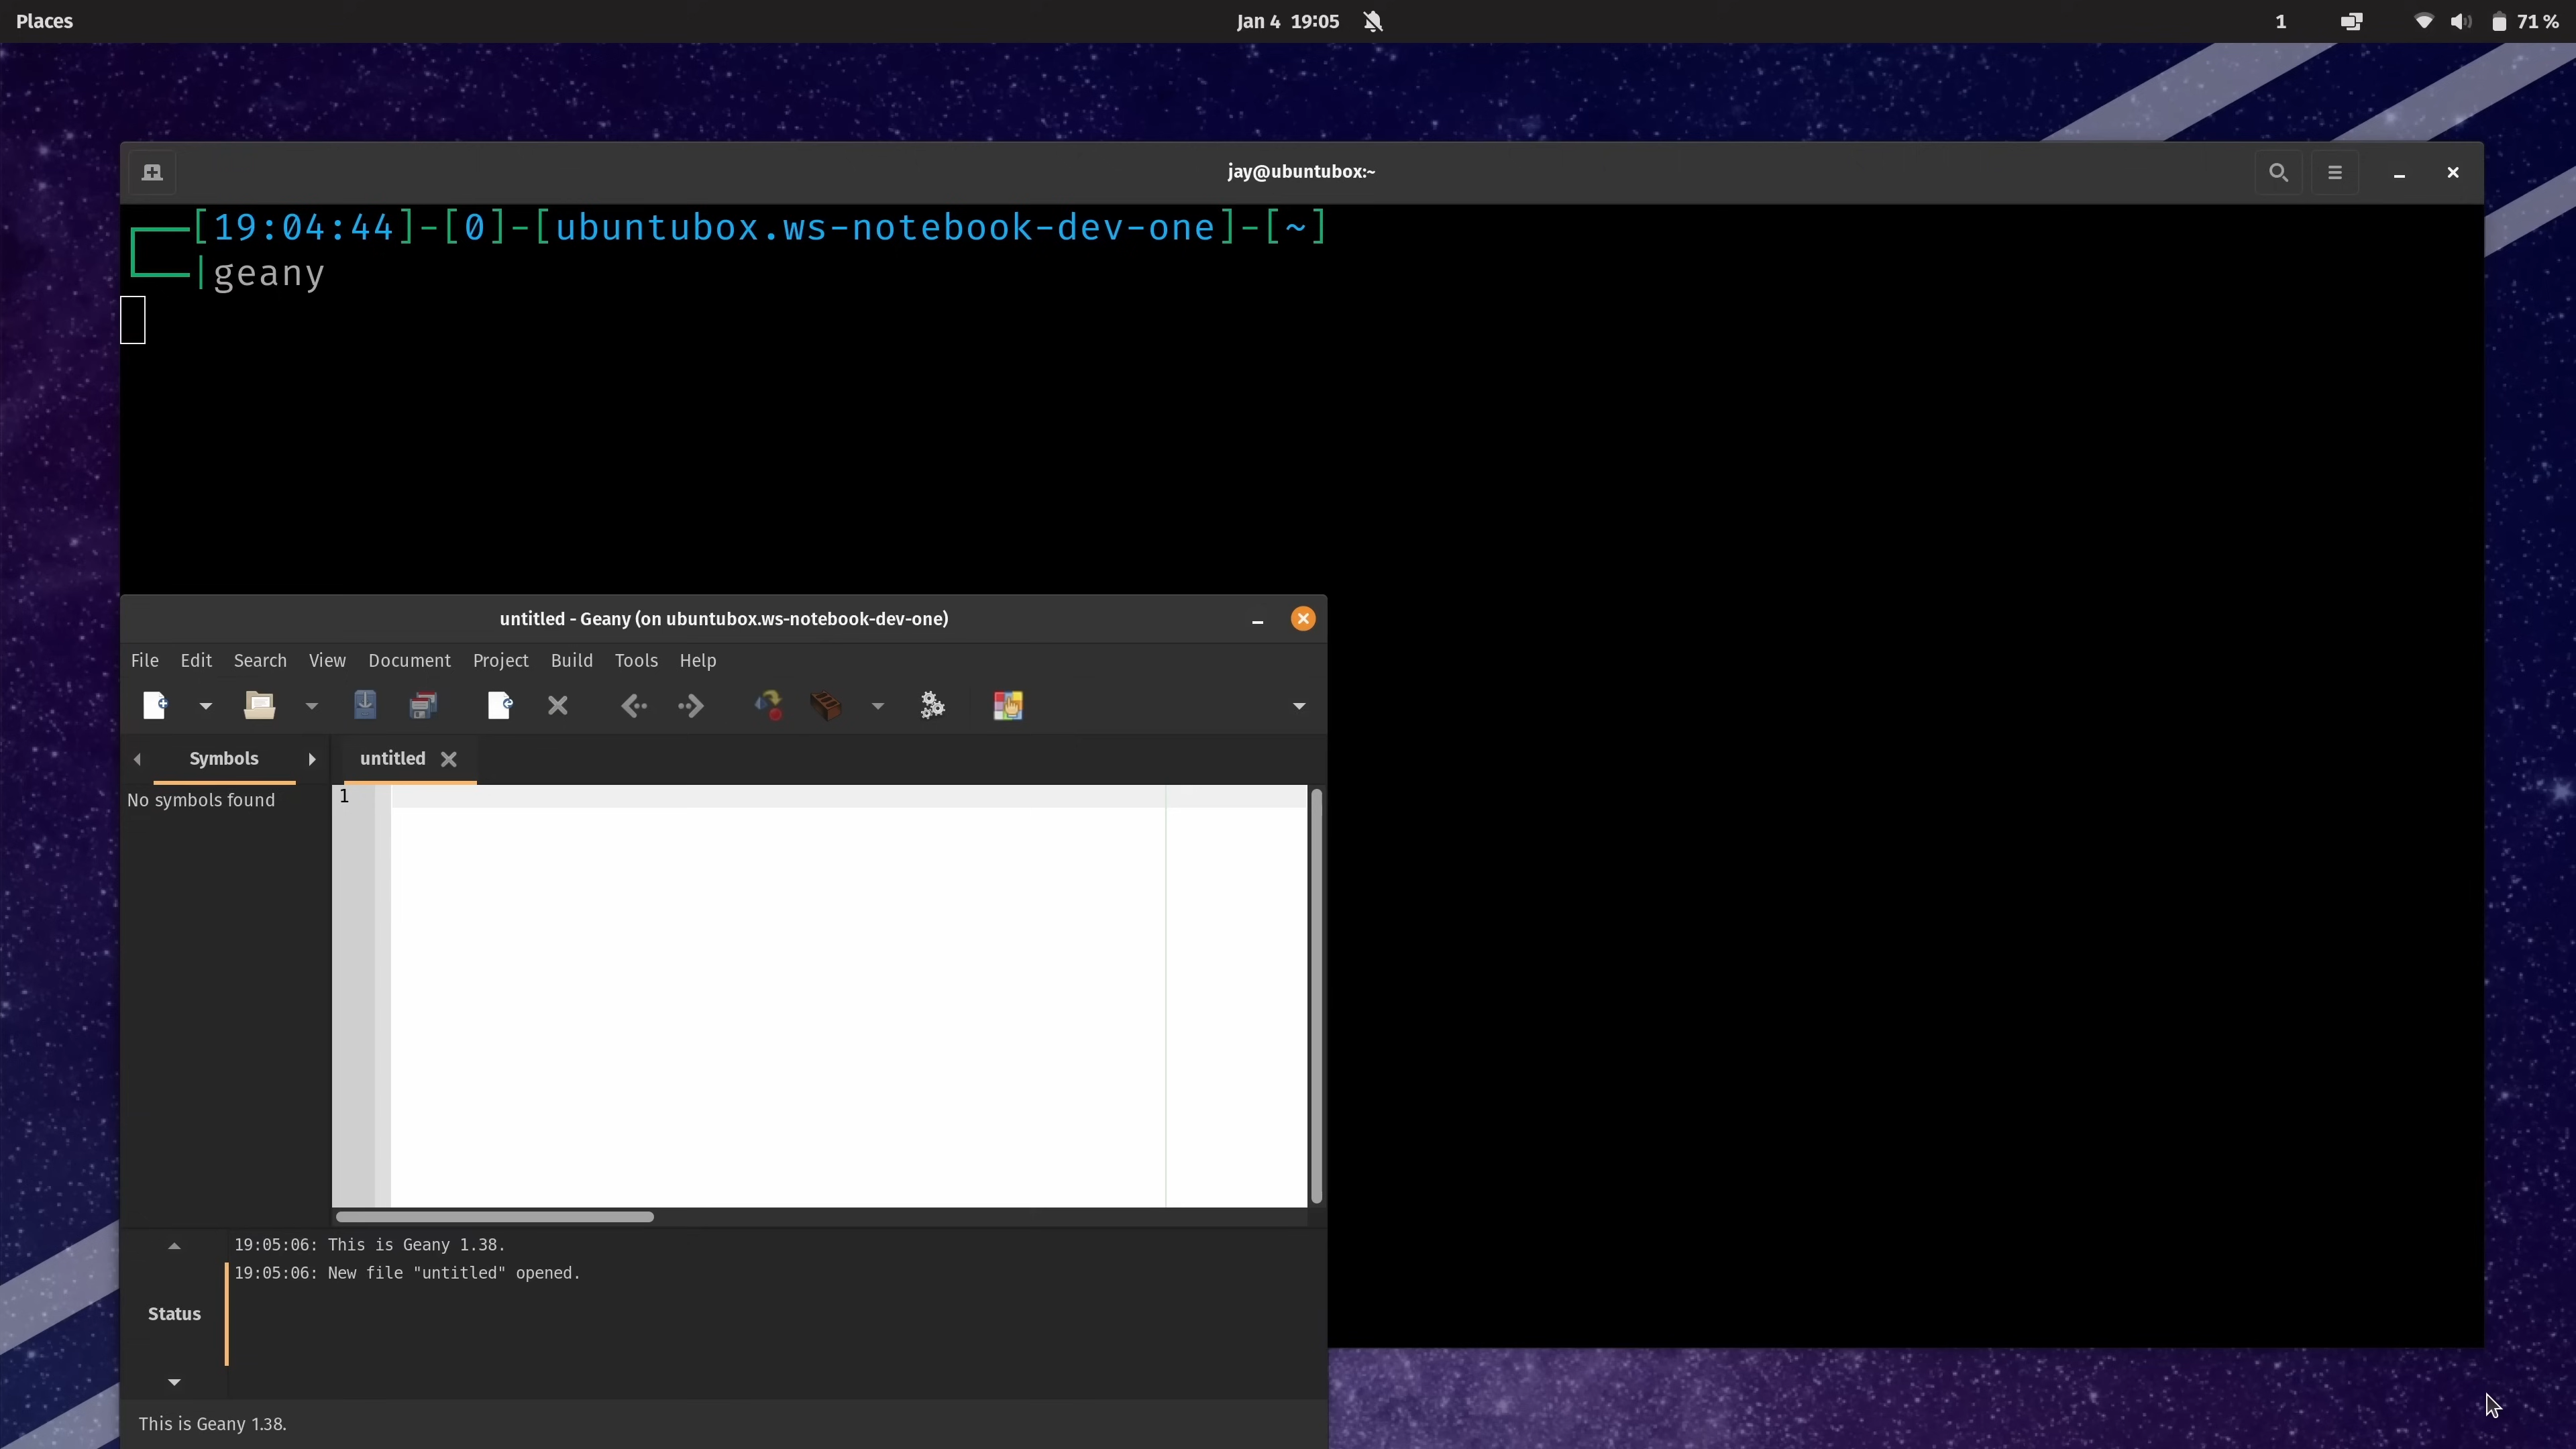 Places
Jan 4 19:05
1
71 %
jay@ubuntubox:~
[19:04:44]-[0]-[ubuntubox.ws-notebook-dev-one]-[~]
|geany
untitled - Geany (on ubuntubox.ws-notebook-dev-one)
File Edit Search View Document Project Build Tools Help
Symbols
untitled
No symbols found
1
19:05:06: This is Geany 1.38.
19:05:06: New file "untitled" opened.
Status
This is Geany 1.38.